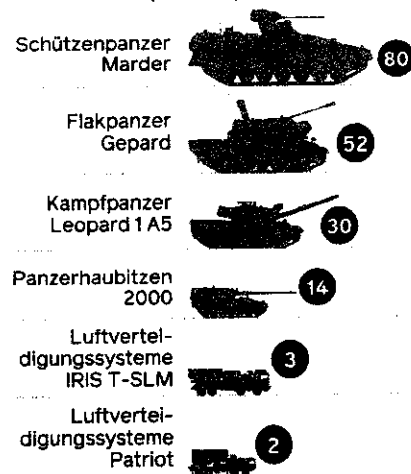 Schützenpanzer
Marder
80
Flakpanzer
Gepard
52
Kampfpanzer
Leopard 1 A5
30
Panzerhaubitzen
2000
14
Luftvertei-
digungssysteme
IRIS T-SLM
3
Luftvertei-
digungssysteme
Patriot
2